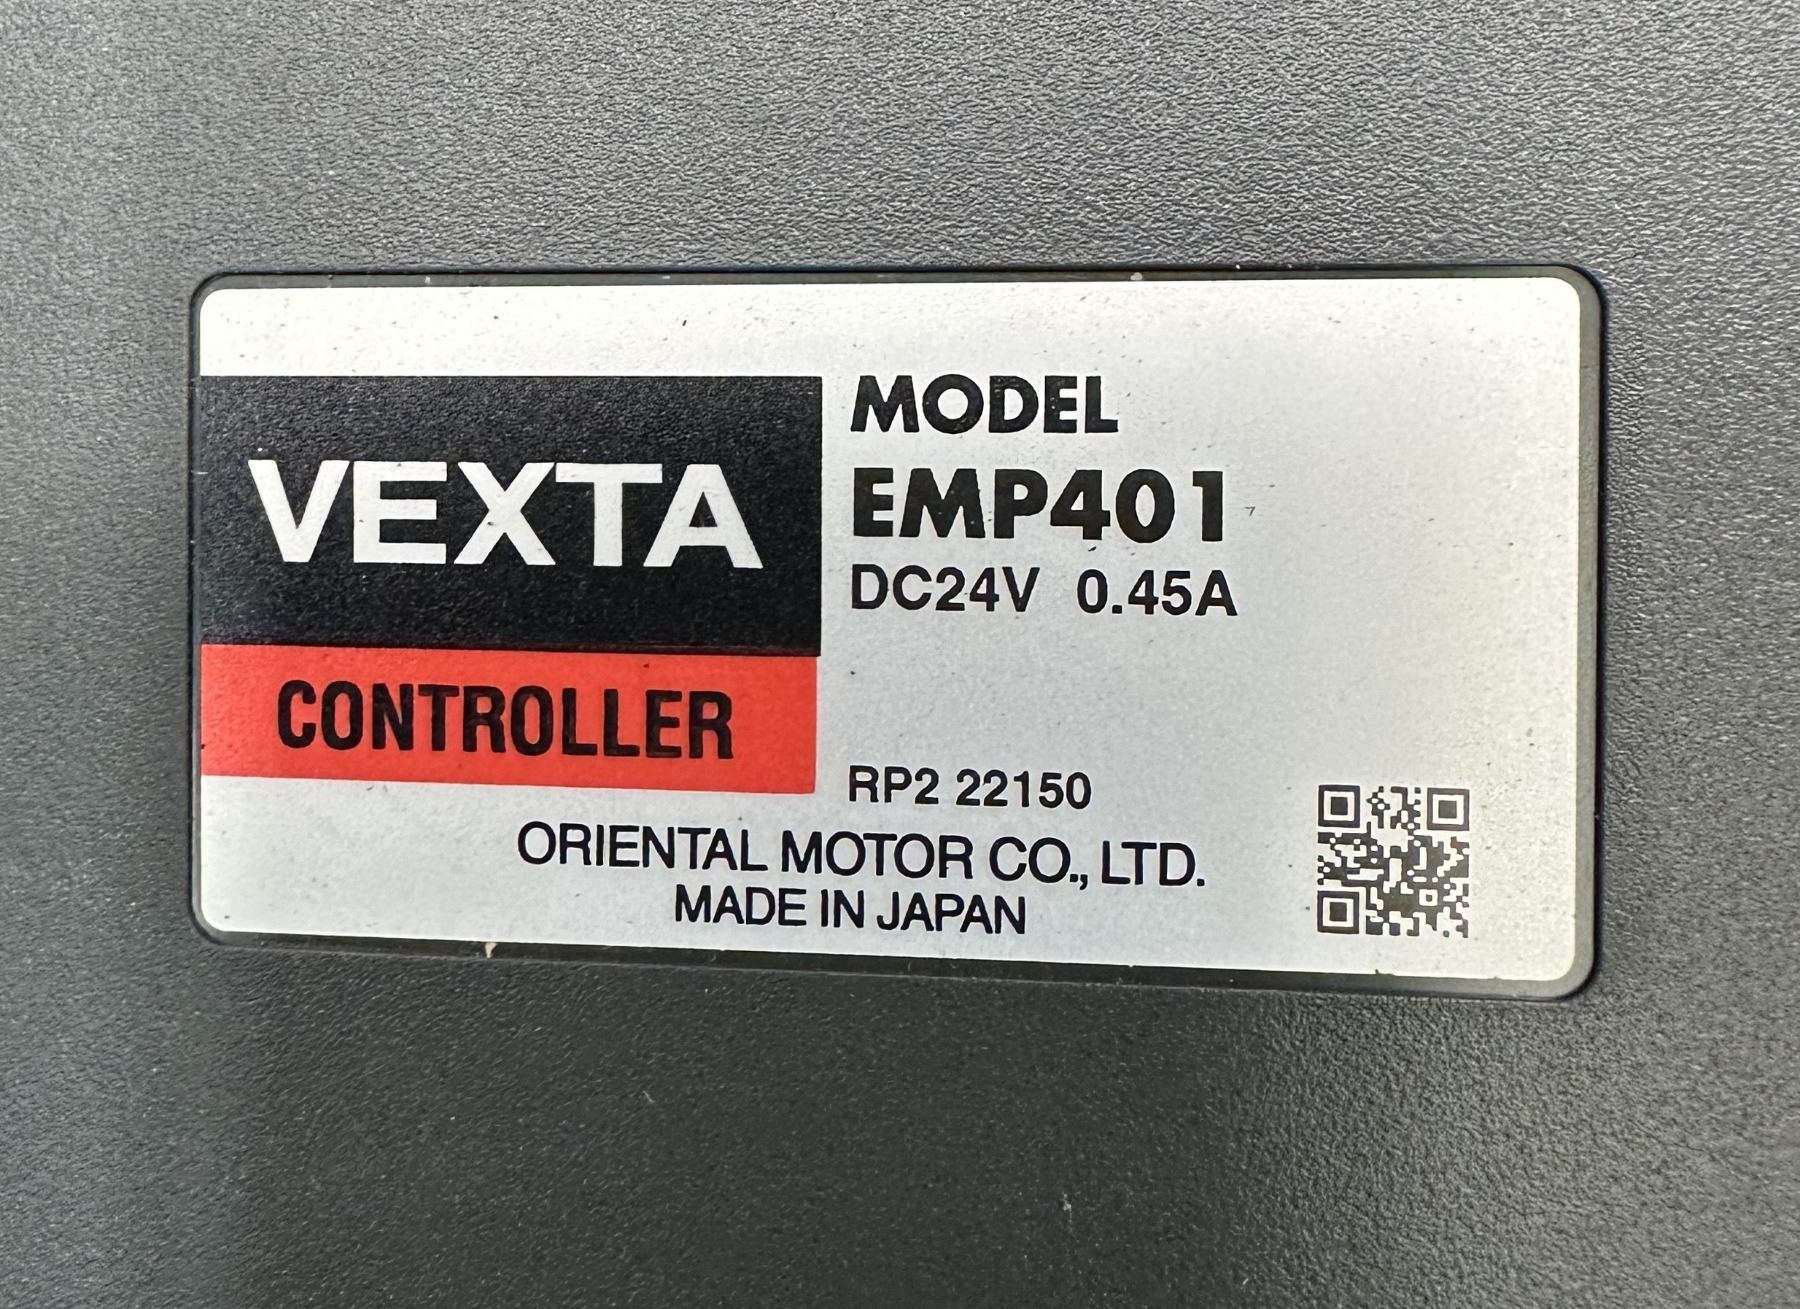 VEXTA
CONTROLLER
MODEL
EMP401
DC24V 0.45A
RP2 22150
ORIENTAL MOTOR CO., LTD.
MADE IN JAPAN